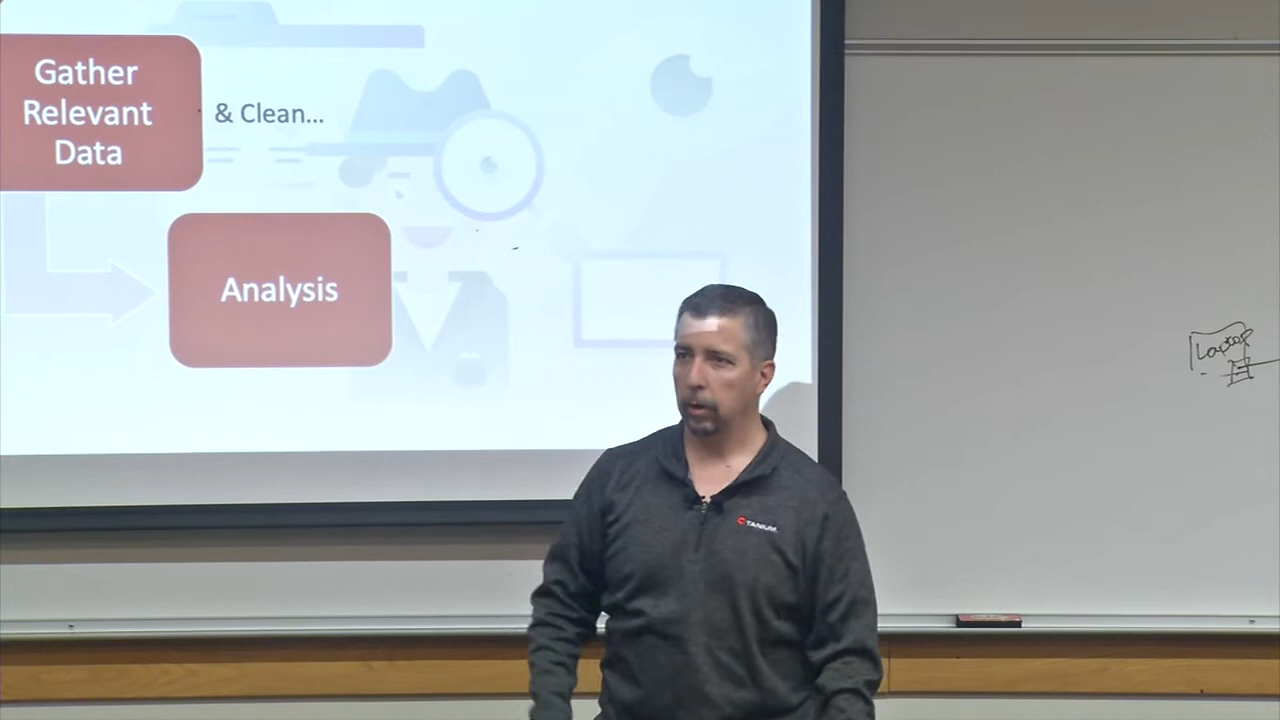 Gather
Relevant
Data
& Clean...
Analysis
Laptop
TANIUM